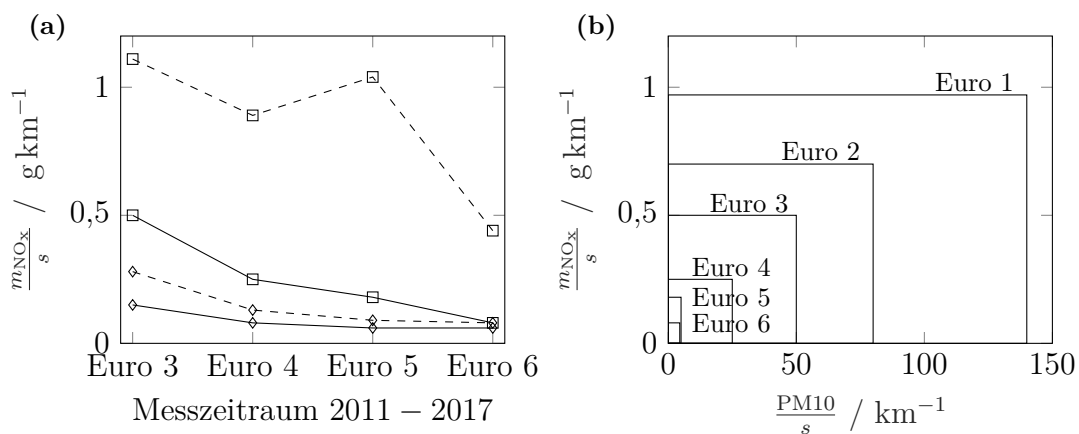 (a)
m_NOx/s / g km⁻¹
1
0,5
0
Euro 3 Euro 4 Euro 5 Euro 6
Messzeitraum 2011 – 2017
(b)
m_NOx/s / g km⁻¹
1
0,5
0
Euro 1
Euro 2
Euro 3
Euro 4
Euro 5
Euro 6
0 50 100 150
PM10/s / km⁻¹